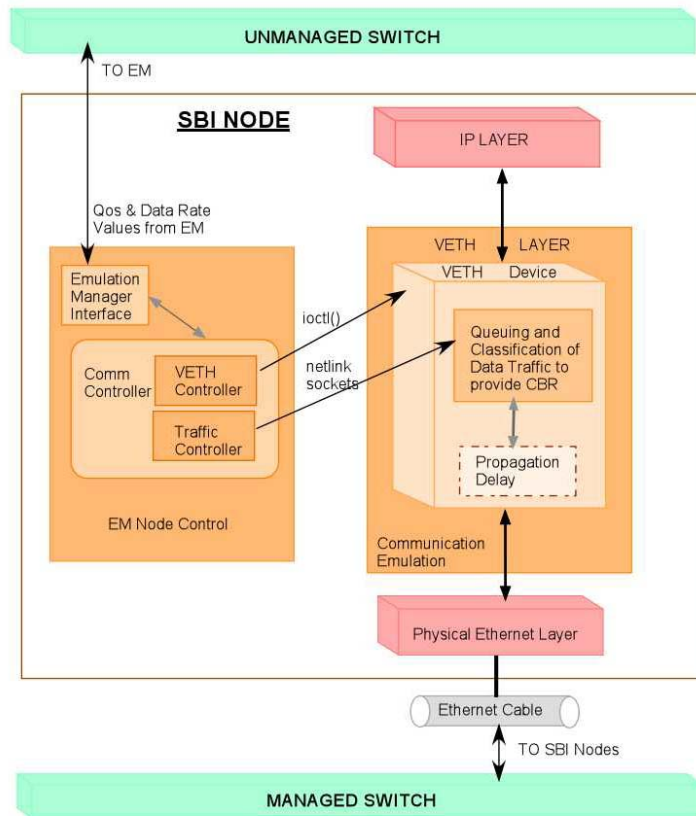 UNMANAGED SWITCH
TO EM
SBI NODE
IP LAYER
Qos & Data Rate
Values from EM
VETH LAYER
VETH Device
Emulation
Manager
Interface
ioctl()
Queuing and
Classification of
Data Traffic to
provide CBR
netlink
sockets
Comm
Controller
VETH
Controller
Traffic
Controller
Propagation
Delay
EM Node Control
Communication
Emulation
Physical Ethernet Layer
Ethernet Cable
TO SBI Nodes
MANAGED SWITCH